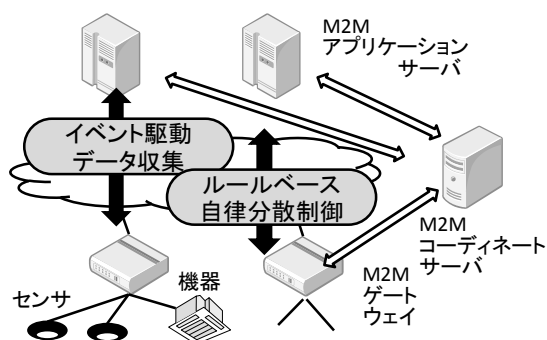 M2M
アプリケーション
サーバ
イベント駆動
データ収集
ルールベース
自律分散制御
M2M
コーディネート
サーバ
M2M
ゲート
ウェイ
センサ
機器